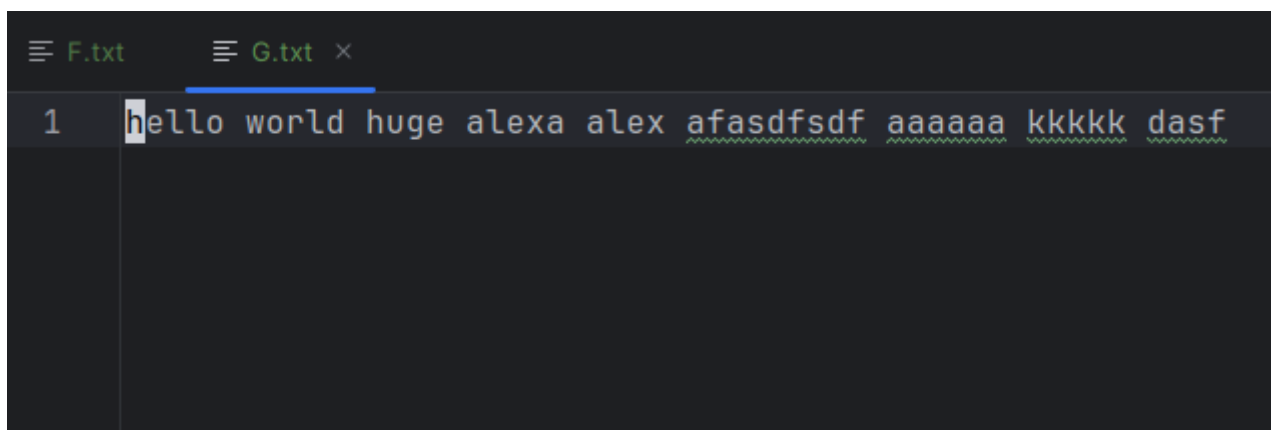 F.txt G.txt ×
1 hello world huge alexa alex afasdfsdf aaaaaa kkkkk dasf